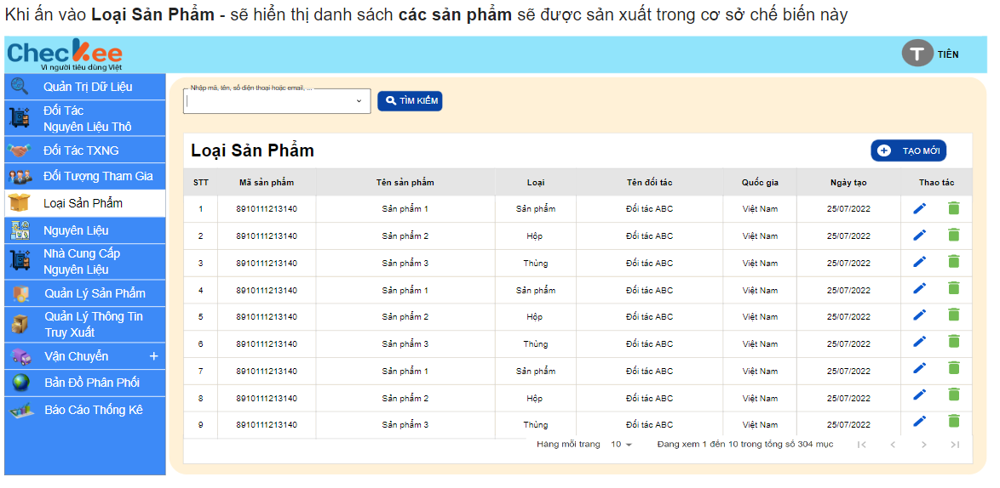 Khi ấn vào Loại Sản Phẩm - sẽ hiển thị danh sách các sản phẩm sẽ được sản xuất trong cơ sở chế biến này
Checkee
Vì người tiêu dùng Việt
T TIÊN
Quản Trị Dữ Liệu
Đối Tác
Nguyên Liệu Thô
Đối Tác TXNG
Đối Tượng Tham Gia
Loại Sản Phẩm
Nguyên Liệu
Nhà Cung Cấp
Nguyên Liệu
Quản Lý Sản Phẩm
Quản Lý Thông Tin
Truy Xuất
Vận Chuyển +
Bản Đồ Phân Phối
Báo Cáo Thống Kê
Nhập mã, tên, số điện thoại hoặc email, ...
TÌM KIẾM
Loại Sản Phẩm
TẠO MỚI
STT Mã sản phẩm Tên sản phẩm Loại Tên đối tác Quốc gia Ngày tạo Thao tác
1 8910111213140 Sản phẩm 1 Sản phẩm Đối tác ABC Việt Nam 25/07/2022
2 8910111213140 Sản phẩm 2 Hộp Đối tác ABC Việt Nam 25/07/2022
3 8910111213140 Sản phẩm 3 Thùng Đối tác ABC Việt Nam 25/07/2022
4 8910111213140 Sản phẩm 1 Sản phẩm Đối tác ABC Việt Nam 25/07/2022
5 8910111213140 Sản phẩm 2 Hộp Đối tác ABC Việt Nam 25/07/2022
6 8910111213140 Sản phẩm 3 Thùng Đối tác ABC Việt Nam 25/07/2022
7 8910111213140 Sản phẩm 1 Sản phẩm Đối tác ABC Việt Nam 25/07/2022
8 8910111213140 Sản phẩm 2 Hộp Đối tác ABC Việt Nam 25/07/2022
9 8910111213140 Sản phẩm 3 Thùng Đối tác ABC Việt Nam 25/07/2022
Hàng mỗi trang 10 Đang xem 1 đến 10 trong tổng số 304 mục